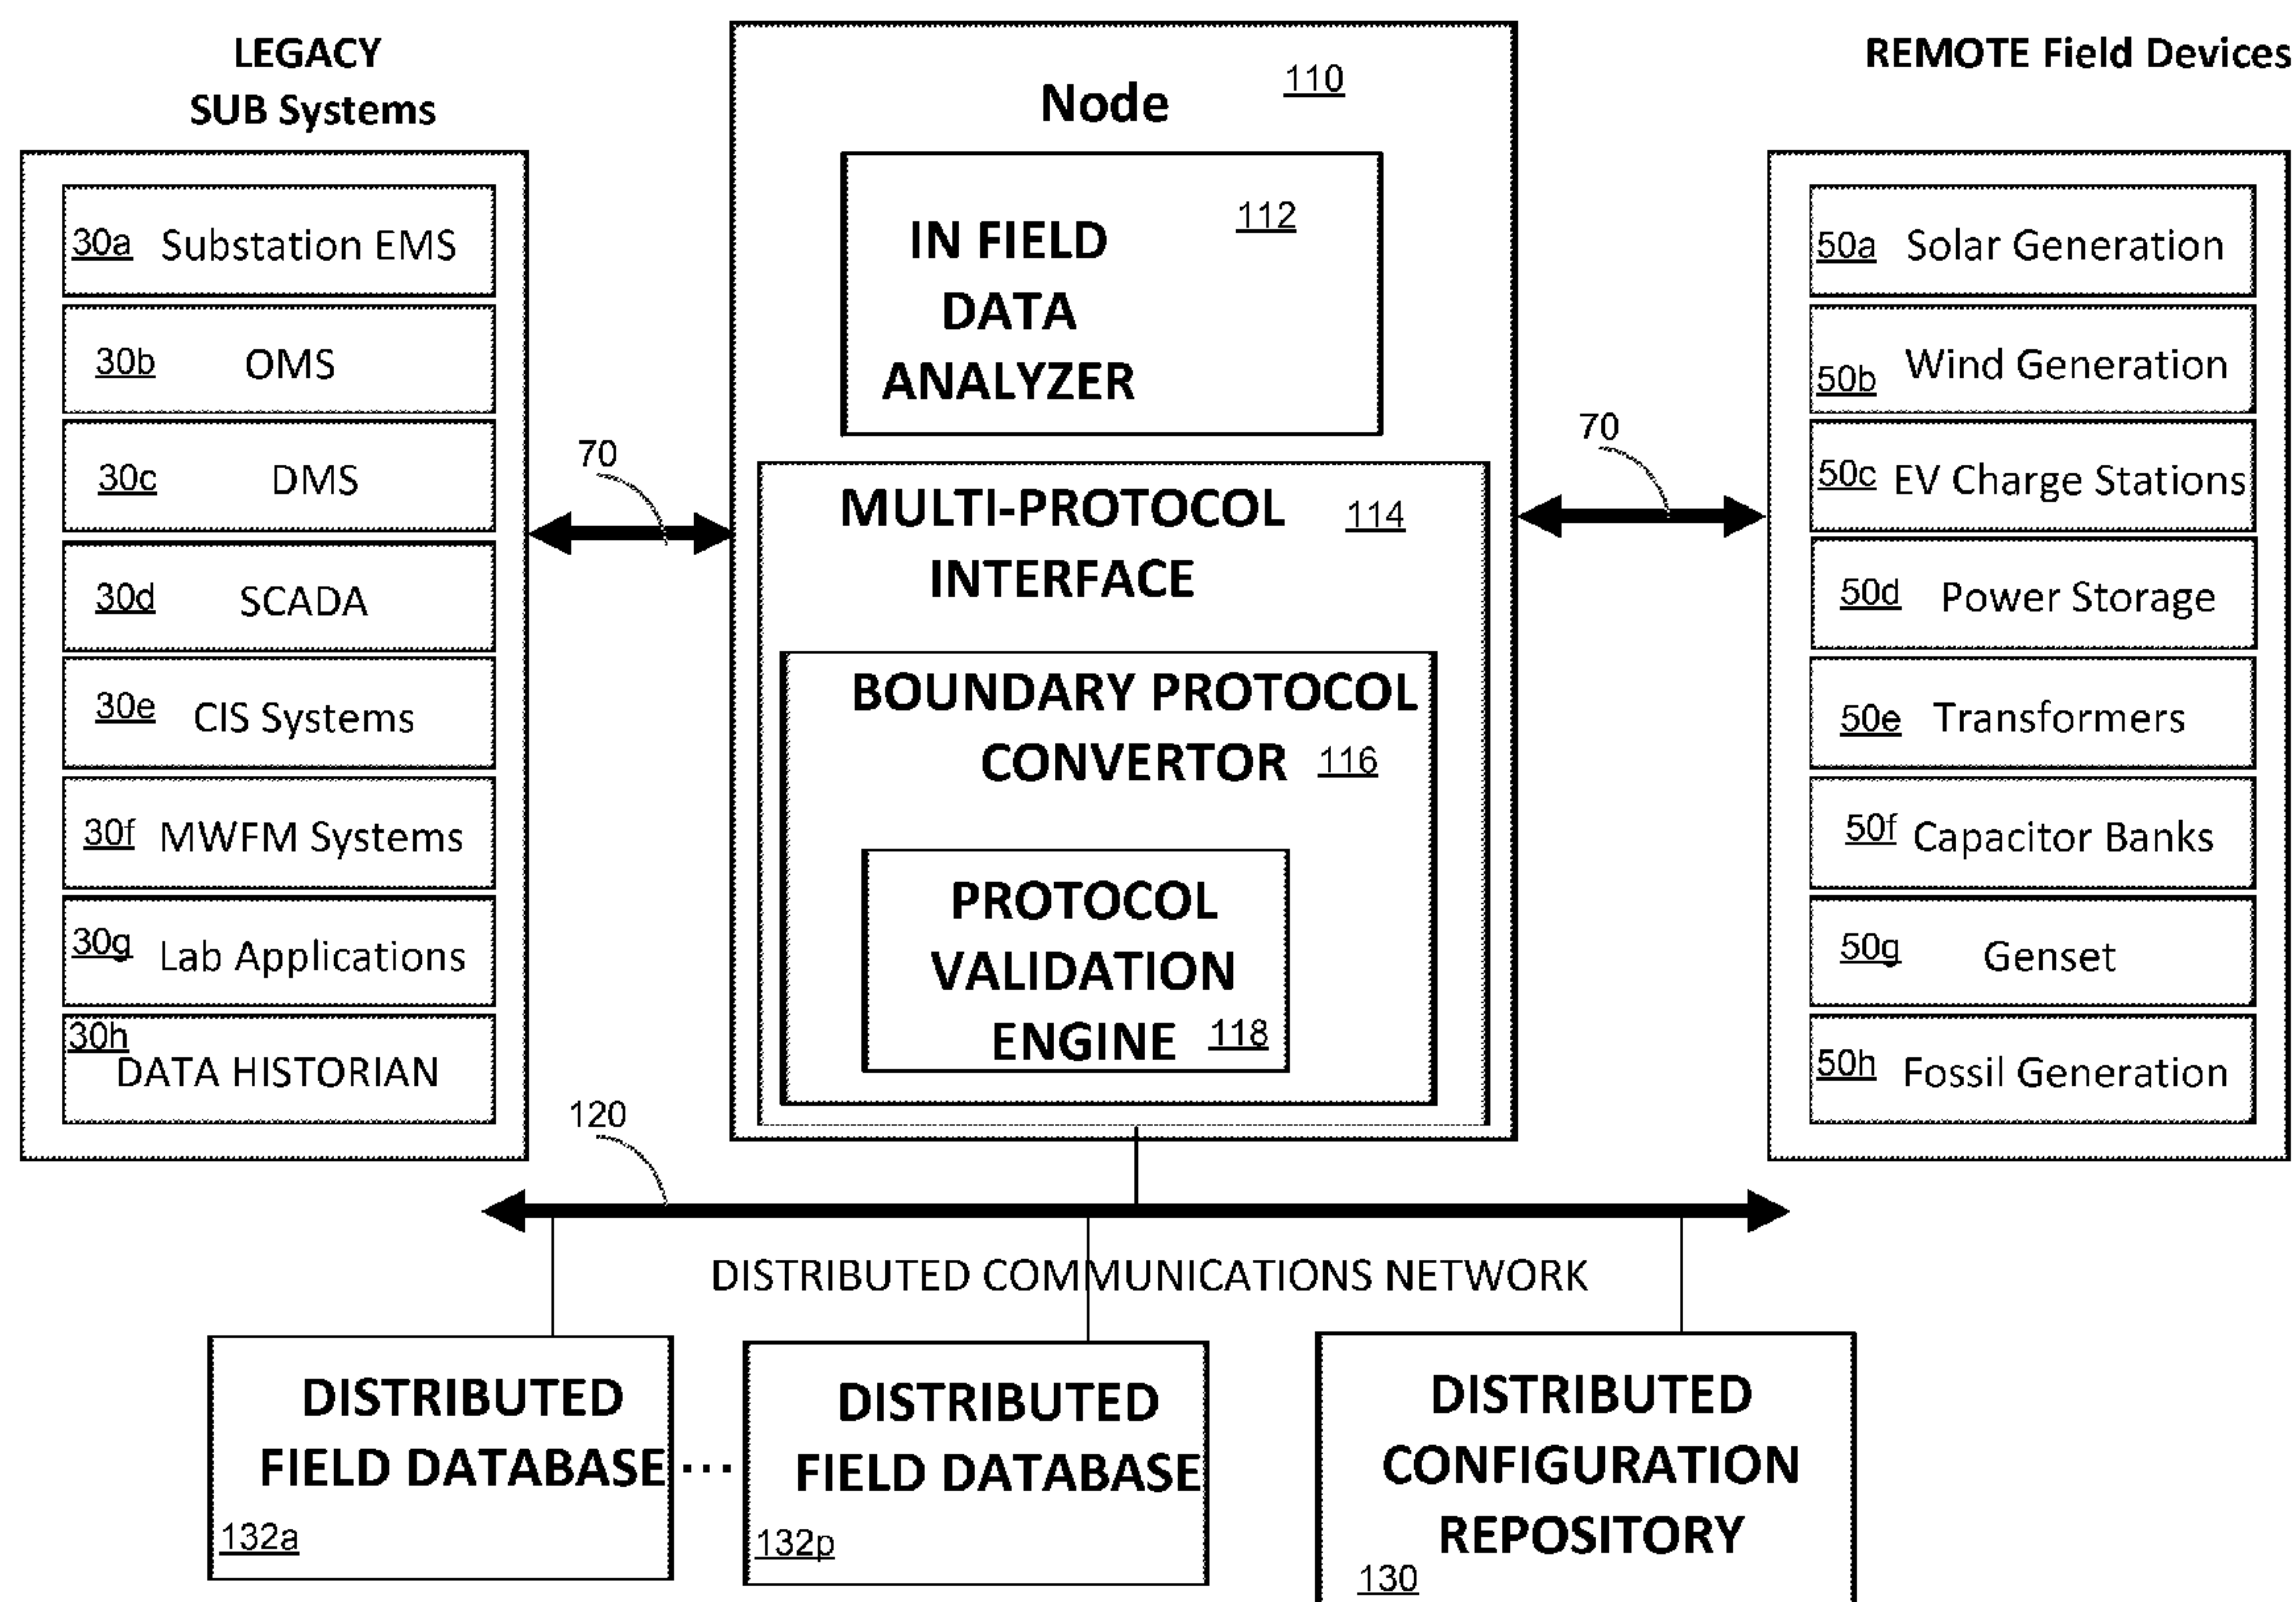 LEGACY
SUB Systems
30a Substation EMS
30b OMS
30c DMS
30d SCADA
30e CIS Systems
30f MWFM Systems
30g Lab Applications
30h
DATA HISTORIAN
70
Node 110
112
IN FIELD
DATA
ANALYZER
MULTI-PROTOCOL 114
INTERFACE
BOUNDARY PROTOCOL
CONVERTOR 116
PROTOCOL
VALIDATION
ENGINE 118
70
REMOTE Field Devices
50a Solar Generation
50b Wind Generation
50c EV Charge Stations
50d Power Storage
50e Transformers
50f Capacitor Banks
50g Genset
50h Fossil Generation
120
DISTRIBUTED COMMUNICATIONS NETWORK
DISTRIBUTED
FIELD DATABASE
132a
...
DISTRIBUTED
FIELD DATABASE
132p
DISTRIBUTED
CONFIGURATION
REPOSITORY
130